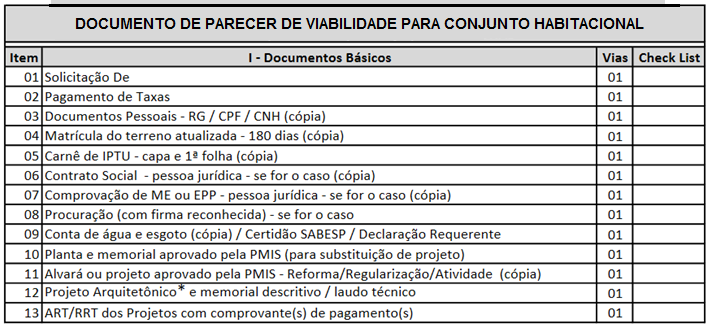 DOCUMENTO DE PARECER DE VIABILIDADE PARA CONJUNTO HABITACIONAL
Item I - Documentos Básicos Vias Check List
01 Solicitação De 01
02 Pagamento de Taxas 01
03 Documentos Pessoais - RG / CPF / CNH (cópia) 01
04 Matrícula do terreno atualizada - 180 dias (cópia) 01
05 Carnê de IPTU - capa e 1ª folha (cópia) 01
06 Contrato Social - pessoa jurídica - se for o caso (cópia) 01
07 Comprovação de ME ou EPP - pessoa jurídica - se for o caso (cópia) 01
08 Procuração (com firma reconhecida) - se for o caso 01
09 Conta de água e esgoto (cópia) / Certidão SABESP / Declaração Requerente 01
10 Planta e memorial aprovado pela PMIS (para substituição de projeto) 01
11 Alvará ou projeto aprovado pela PMIS - Reforma/Regularização/Atividade (cópia) 01
12 Projeto Arquitetônico* e memorial descritivo / laudo técnico 01
13 ART/RRT dos Projetos com comprovante(s) de pagamento(s) 01